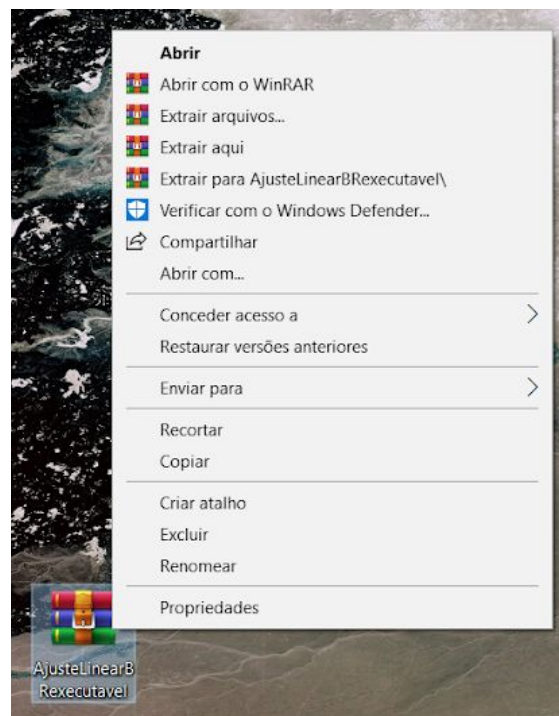 Abrir
Abrir com o WinRAR
Extrair arquivos...
Extrair aqui
Extrair para AjusteLinearBRexecutavel\
Verificar com o Windows Defender...
Compartilhar
Abrir com...
Conceder acesso a
Restaurar versões anteriores
Enviar para
Recortar
Copiar
Criar atalho
Excluir
Renomear
Propriedades
AjusteLinearB
Rexecutavel